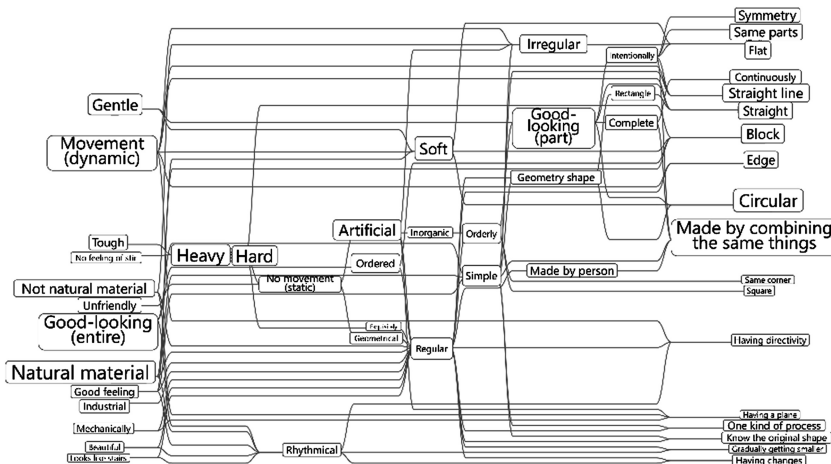 Symmetry
Same parts
Irregular
Flat
Intentionally
Continuously
Rectangle
Straight line
Gentle
Straight
Good-
looking
(part)
Complete
Block
Movement
(dynamic)
Soft
Edge
Geometry shape
Circular
Artificial
Inorganic
Orderly
Made by combining
the same things
Tough
No feeling of stir
Heavy
Hard
Ordered
Simple
Made by person
No movement
(static)
Same corner
Not natural material
Square
Unfriendly
Good-looking
(entire)
Geometrical
Regular
Having directivity
Natural material
Good feeling
Industrial
Having a plane
Mechanically
One kind of process
Know the original shape
Beautiful
Rhythmical
Gradually getting smaller
Looks like stairs
Having changes